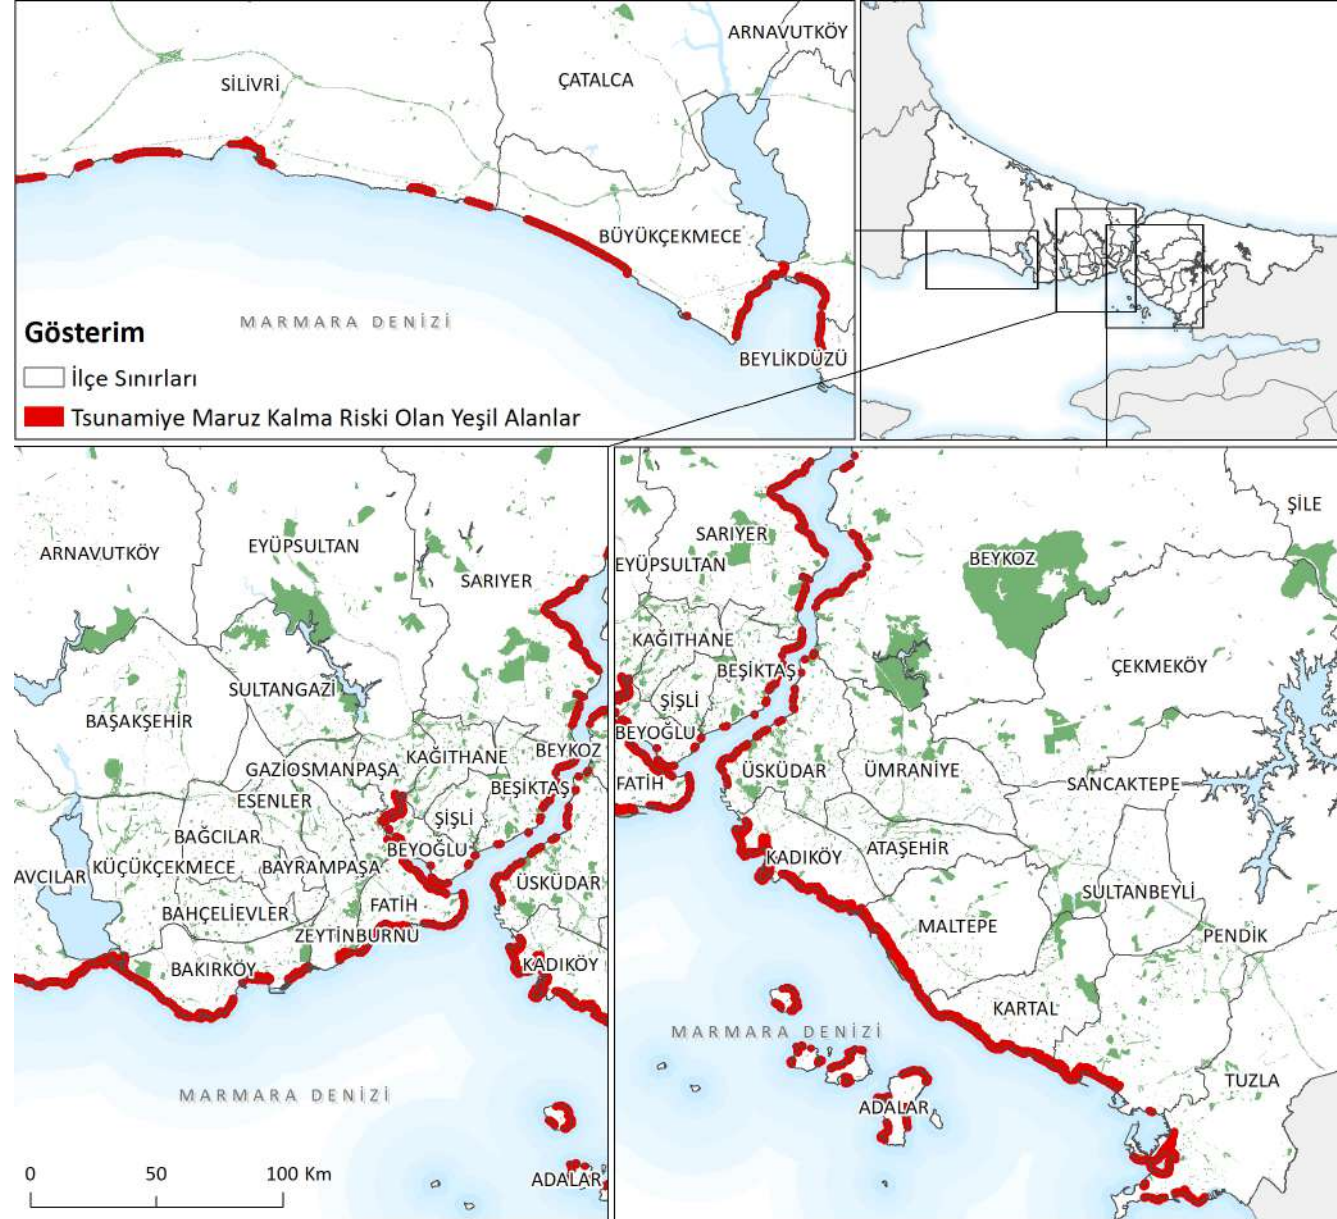 ARNAVUTKÖY
SİLİVRİ
ÇATALCA
BÜYÜKÇEKMECE
MARMARA DENİZİ
BEYLİKDÜZÜ
Gösterim
İlçe Sınırları
Tsunamiye Maruz Kalma Riski Olan Yeşil Alanlar
ARNAVUTKÖY
EYÜPSULTAN
SARIYER
SULTANGAZİ
BAŞAKŞEHİR
GAZİOSMANPAŞA
KAĞITHANE
BEYKOZ
ESENLER
BEŞİKTAŞ
BAĞCILAR
ŞİŞLİ
BEYOĞLU
AVCILAR
KÜÇÜKÇEKMECE
BAYRAMPAŞA
ÜSKÜDAR
BAHÇELİEVLER
FATİH
ZEYTİNBURNU
BAKIRKÖY
KADIKÖY
MARMARA DENİZİ
ADALAR
0 50 100 Km
ŞİLE
SARIYER
BEYKOZ
EYÜPSULTAN
KAĞITHANE
BEŞİKTAŞ
ÇEKMEKÖY
ŞİŞLİ
BEYOĞLU
FATİH
ÜSKÜDAR
ÜMRANİYE
SANCAKTEPE
KADIKÖY
ATAŞEHİR
SULTANBEYLİ
MALTEPE
PENDİK
KARTAL
MARMARA DENİZİ
TUZLA
ADALAR